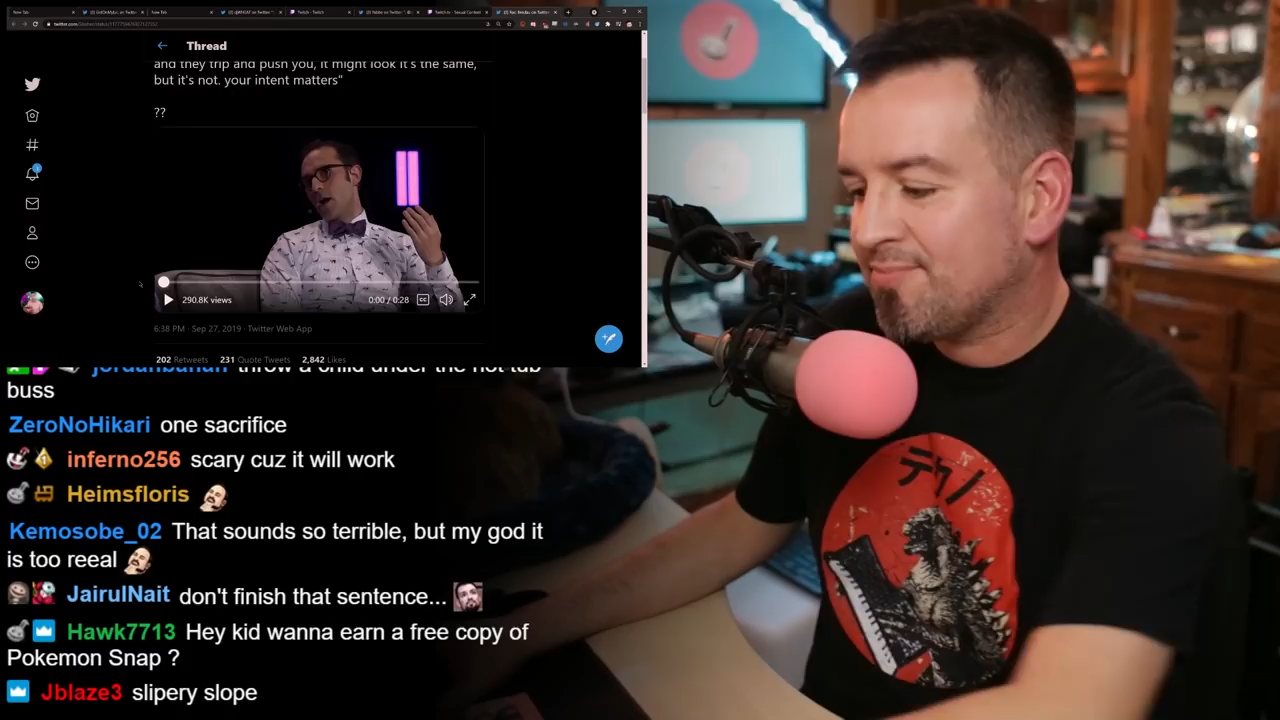 Thread
and they trip and push you, it might look it's the same,
but it's not. your intent matters"
??
290.8K views
0:00 / 0:28
6:38 PM · Sep 27, 2019 · Twitter Web App
202 Retweets 231 Quote Tweets 2,842 Likes
jordanbanan throw a child under the hot tub
buss
ZeroNoHikari one sacrifice
inferno256 scary cuz it will work
Heimsfloris
Kemosobe_02 That sounds so terrible, but my god it
is too reeal
JairulNait don't finish that sentence...
Hawk7713 Hey kid wanna earn a free copy of
Pokemon Snap ?
Jblaze3 slipery slope
テクノ